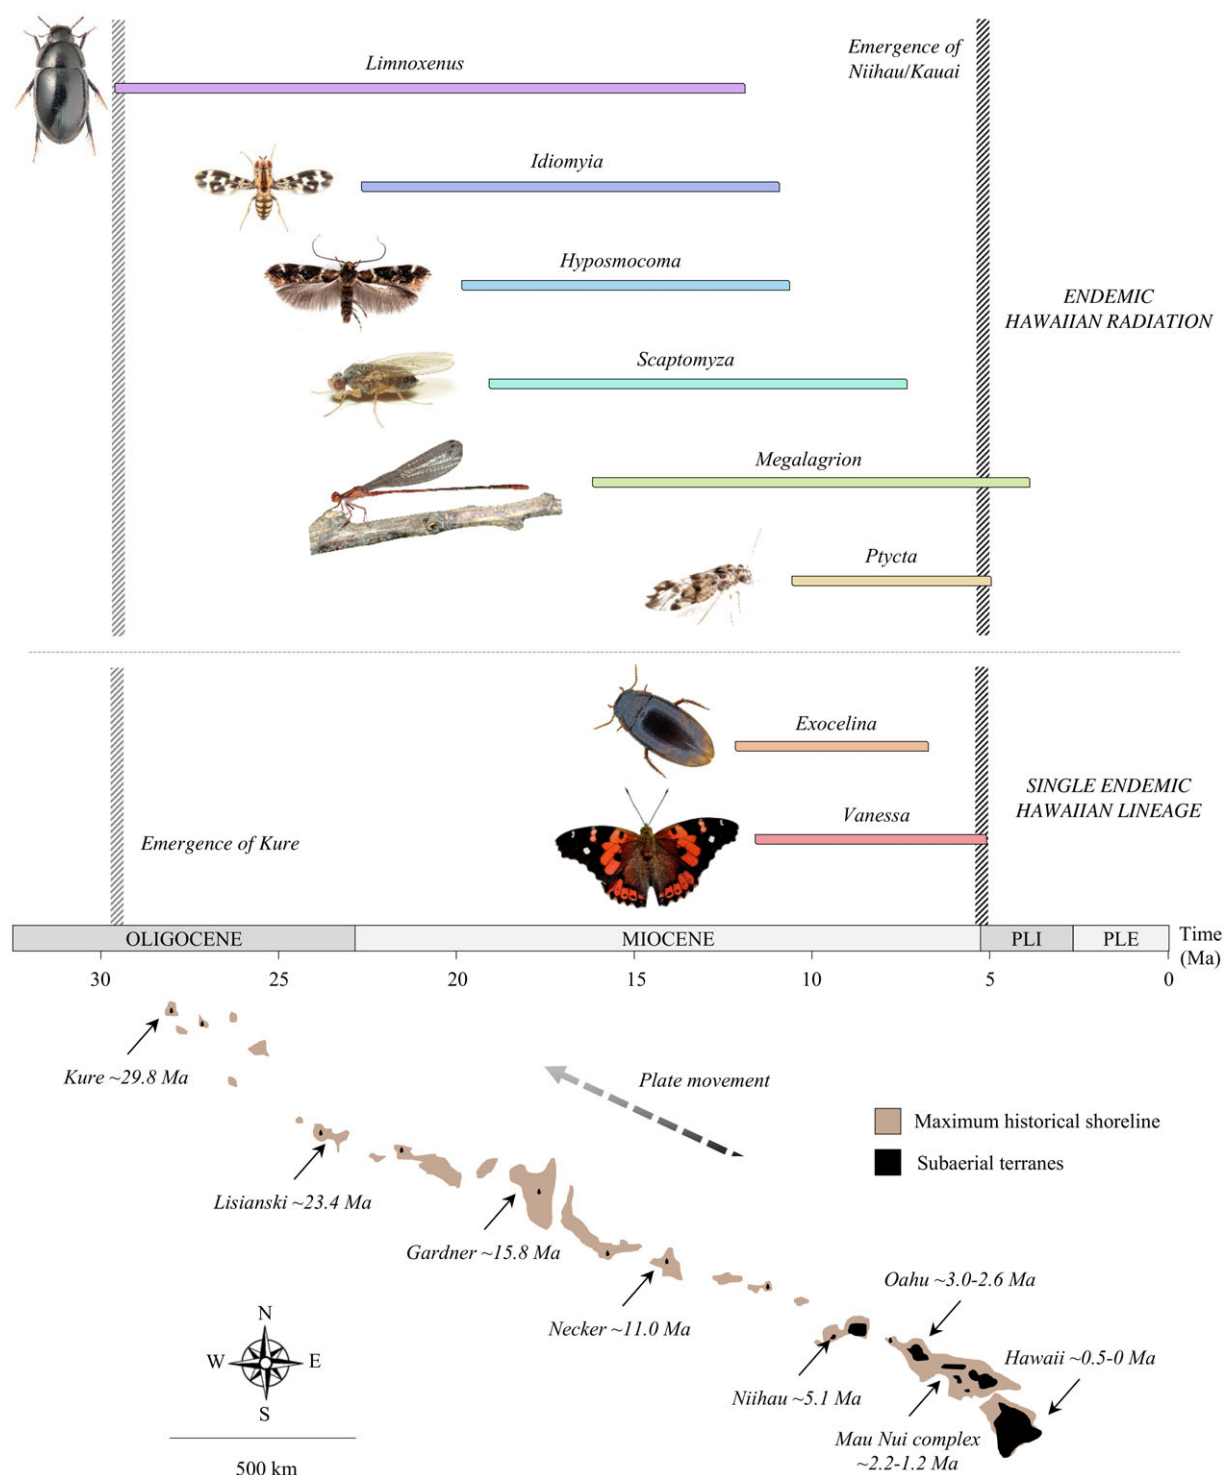 Limnoxenus
Emergence of
Niihau/Kauai
Idiomyia
Hyposmocoma
ENDEMIC
HAWAIIAN RADIATION
Scaptomyza
Megalagrion
Ptycta
Exocelina
SINGLE ENDEMIC
HAWAIIAN LINEAGE
Vanessa
Emergence of Kure
OLIGOCENE
MIOCENE
PLI
PLE
Time
(Ma)
30
25
20
15
10
5
0
Kure ~29.8 Ma
Plate movement
Maximum historical shoreline
Subaerial terranes
Lisianski ~23.4 Ma
Gardner ~15.8 Ma
Oahu ~3.0-2.6 Ma
Necker ~11.0 Ma
Hawaii ~0.5-0 Ma
Niihau ~5.1 Ma
Mau Nui complex
~2.2-1.2 Ma
N
W
E
S
500 km